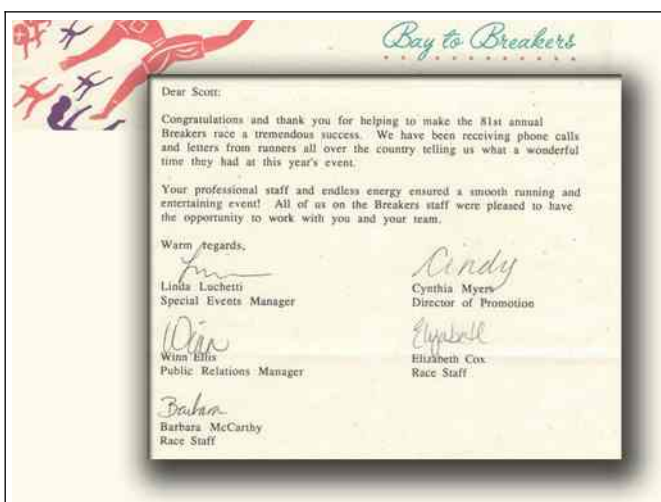 Bay to Breakers
Dear Scott:
Congratulations and thank you for helping to make the 81st annual
Breakers race a tremendous success. We have been receiving phone calls
and letters from runners all over the country telling us what a wonderful
time they had at this year's event.
Your professional staff and endless energy ensured a smooth running and
entertaining event! All of us on the Breakers staff were pleased to have
the opportunity to work with you and your team.
Warm regards,
Linda Luchetti
Special Events Manager
Cindy
Cynthia Myers
Director of Promotion
Winn
Winn Ellis
Public Relations Manager
Elizabeth
Elizabeth Cox
Race Staff
Barbara
Barbara McCarthy
Race Staff